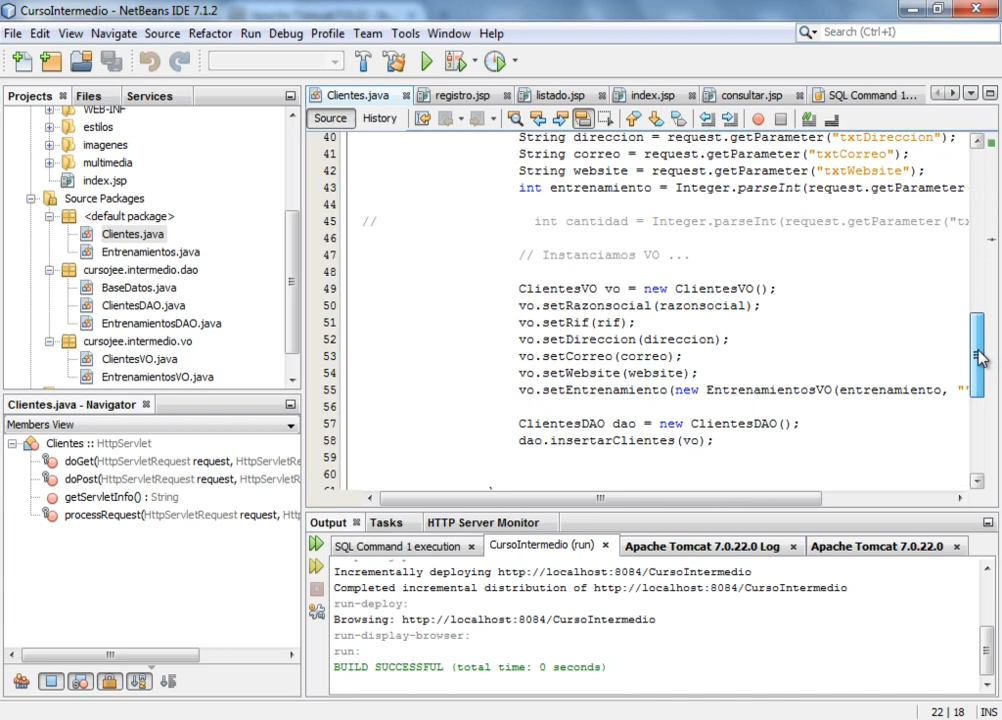 CursoIntermedio - NetBeans IDE 7.1.2
File Edit View Navigate Source Refactor Run Debug Profile Team Tools Window Help
Search (Ctrl+I)
Projects Files Services
WEB-INF
estilos
imagenes
multimedia
index.jsp
Source Packages
<default package>
Clientes.java
Entrenamientos.java
cursojee.intermedio.dao
BaseDatos.java
ClientesDAO.java
EntrenamientosDAO.java
cursojee.intermedio.vo
ClientesVO.java
EntrenamientosVO.java
Clientes.java - Navigator
Members View
Clientes :: HttpServlet
doGet(HttpServletRequest request, HttpServletRe
doPost(HttpServletRequest request, HttpServletR
getServletInfo() : String
processRequest(HttpServletRequest request, Http
Clientes.java registro.jsp listado.jsp index.jsp consultar.jsp SQL Command 1...
Source History
40 String direccion = request.getParameter("txtDireccion");
41 String correo = request.getParameter("txtCorreo");
42 String website = request.getParameter("txtWebsite");
43 int entrenamiento = Integer.parseInt(request.getParameter
44
45 // int cantidad = Integer.parseInt(request.getParameter("tx
46
47 // Instanciamos VO ...
48
49 ClientesVO vo = new ClientesVO();
50 vo.setRazonsocial(razonsocial);
51 vo.setRif(rif);
52 vo.setDireccion(direccion);
53 vo.setCorreo(correo);
54 vo.setWebsite(website);
55 vo.setEntrenamiento(new EntrenamientosVO(entrenamiento, "
56
57 ClientesDAO dao = new ClientesDAO();
58 dao.insertarClientes(vo);
59
60
Output Tasks HTTP Server Monitor
SQL Command 1 execution CursoIntermedio (run) Apache Tomcat 7.0.22.0 Log Apache Tomcat 7.0.22.0
Incrementally deploying http://localhost:8084/CursoIntermedio
Completed incremental distribution of http://localhost:8084/CursoIntermedio
run-deploy:
Browsing: http://localhost:8084/CursoIntermedio
run-display-browser:
run:
BUILD SUCCESSFUL (total time: 0 seconds)
22 | 18 INS